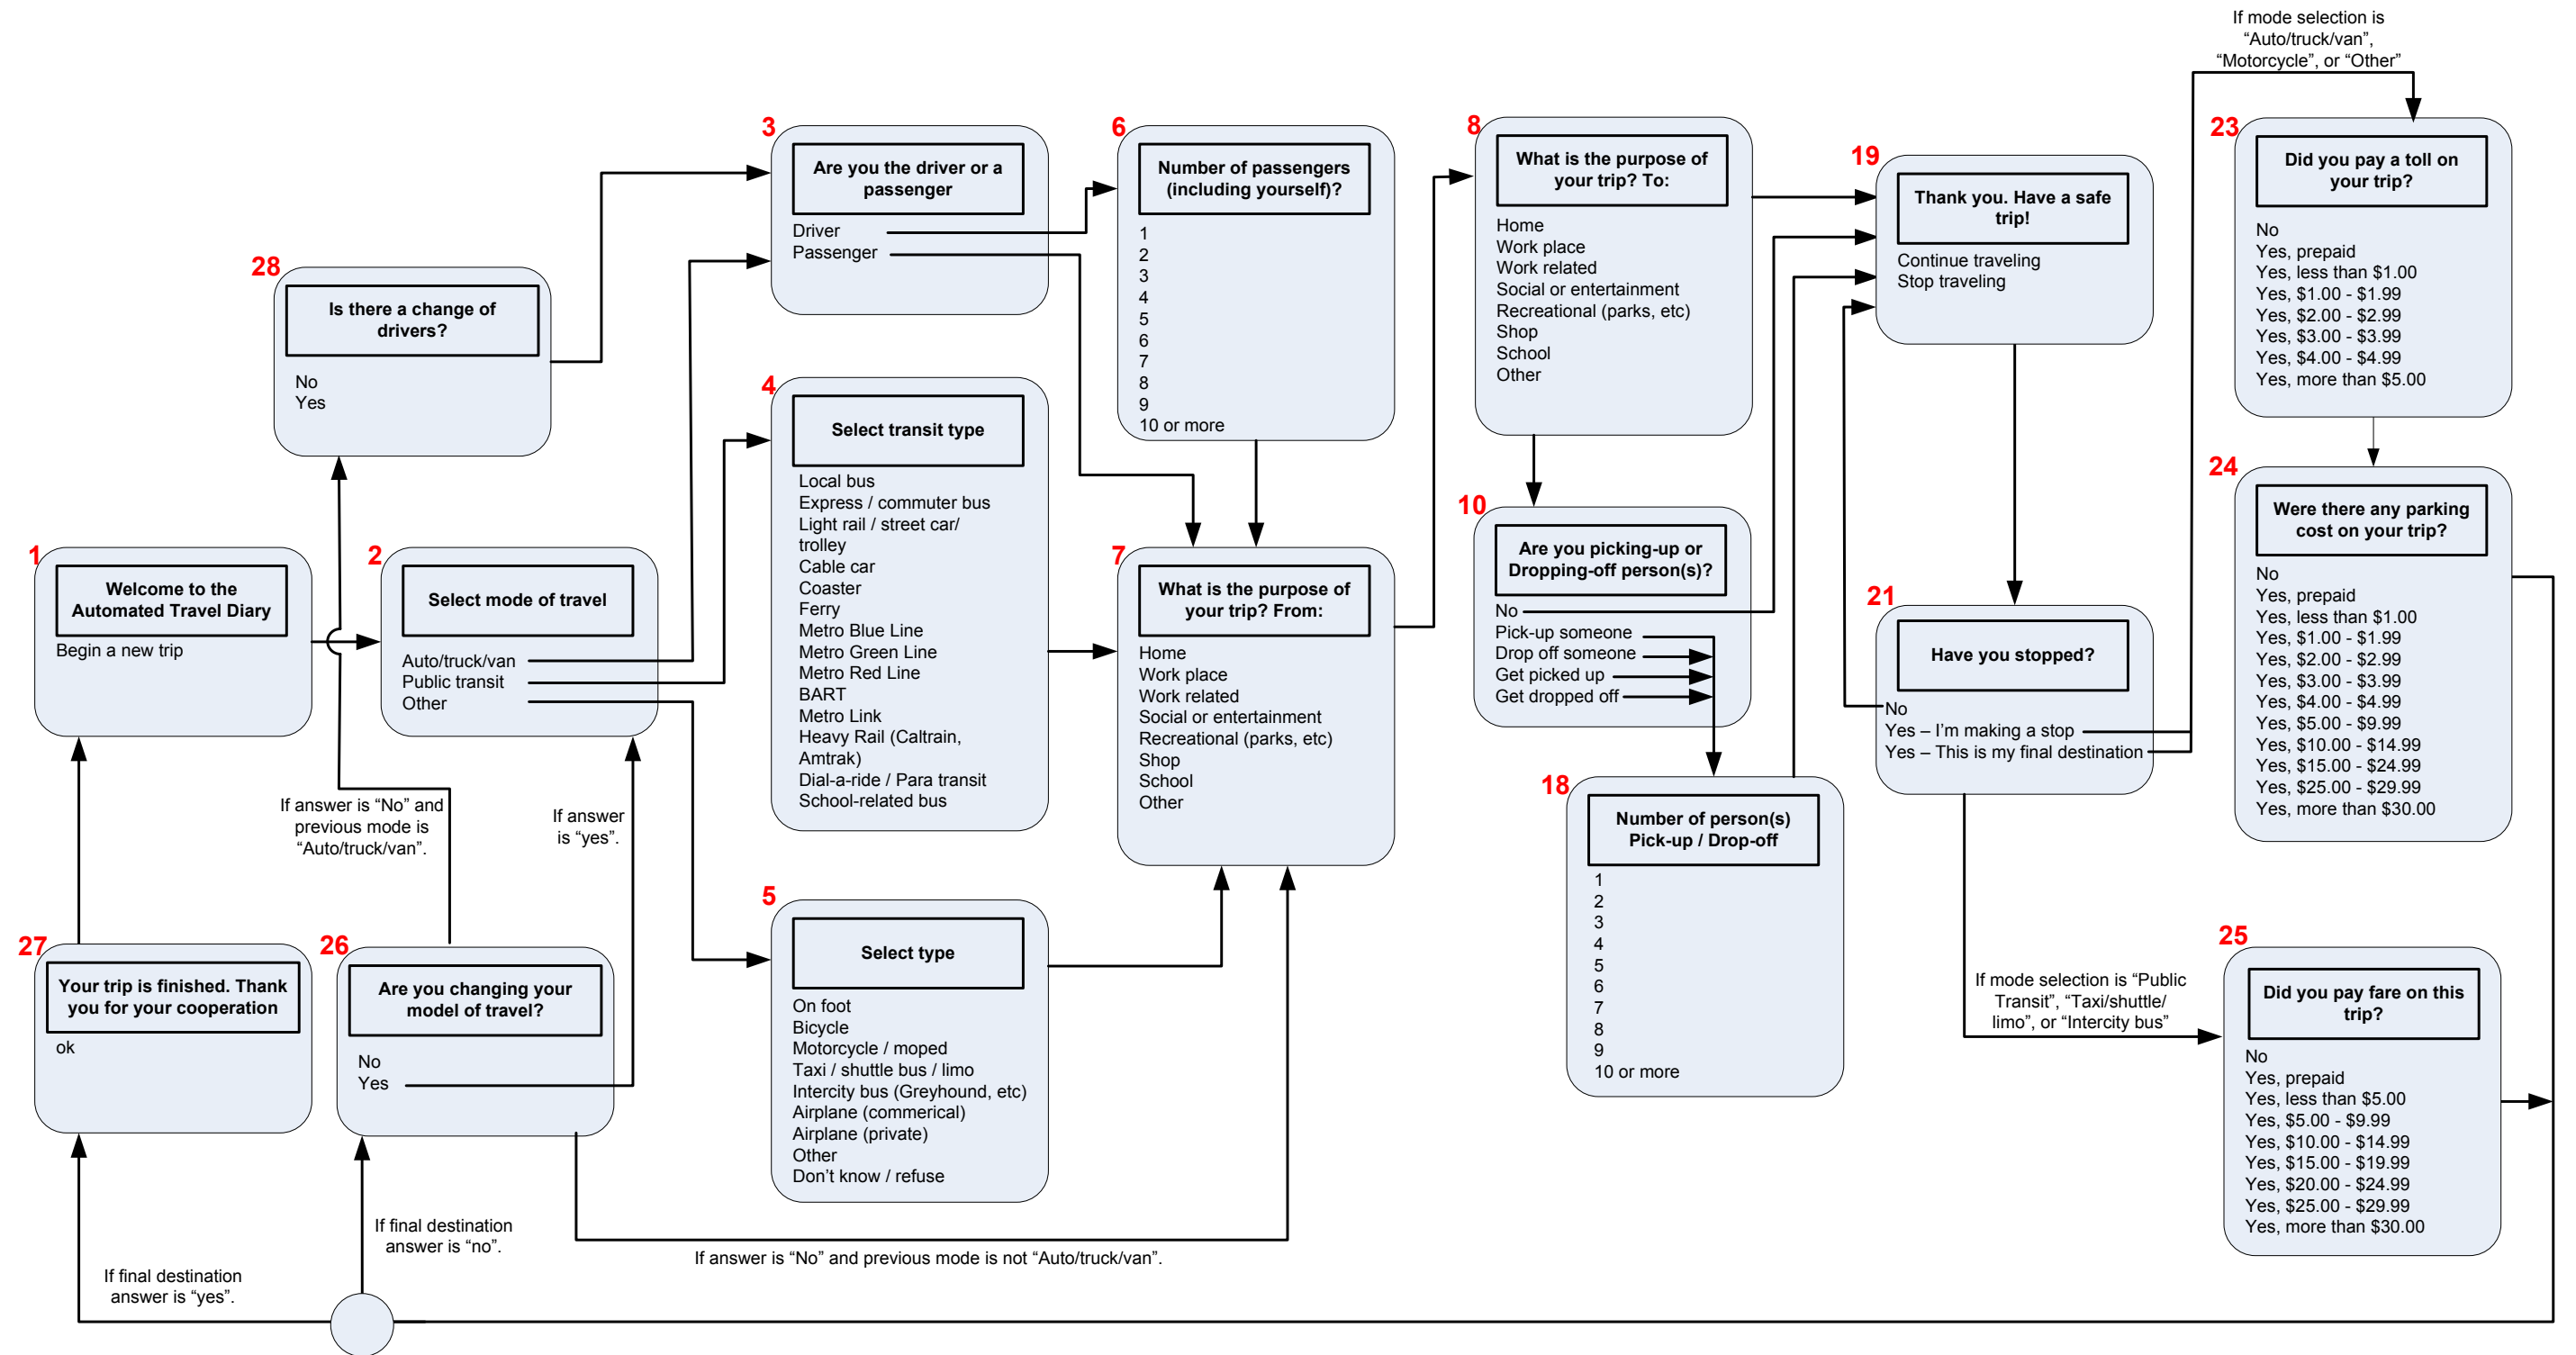 If mode selection is
“Auto/truck/van”,
“Motorcycle”, or “Other”
1
Welcome to the
Automated Travel Diary
Begin a new trip
2
Select mode of travel
Auto/truck/van
Public transit
Other
3
Are you the driver or a
passenger
Driver
Passenger
4
Select transit type
Local bus
Express / commuter bus
Light rail / street car/
trolley
Cable car
Coaster
Ferry
Metro Blue Line
Metro Green Line
Metro Red Line
BART
Metro Link
Heavy Rail (Caltrain,
Amtrak)
Dial-a-ride / Para transit
School-related bus
5
Select type
On foot
Bicycle
Motorcycle / moped
Taxi / shuttle bus / limo
Intercity bus (Greyhound, etc)
Airplane (commerical)
Airplane (private)
Other
Don’t know / refuse
6
Number of passengers
(including yourself)?
1
2
3
4
5
6
7
8
9
10 or more
7
What is the purpose of
your trip? From:
Home
Work place
Work related
Social or entertainment
Recreational (parks, etc)
Shop
School
Other
8
What is the purpose of
your trip? To:
Home
Work place
Work related
Social or entertainment
Recreational (parks, etc)
Shop
School
Other
10
Are you picking-up or
Dropping-off person(s)?
No
Pick-up someone
Drop off someone
Get picked up
Get dropped off
18
Number of person(s)
Pick-up / Drop-off
1
2
3
4
5
6
7
8
9
10 or more
19
Thank you. Have a safe
trip!
Continue traveling
Stop traveling
21
Have you stopped?
No
Yes – I’m making a stop
Yes – This is my final destination
If mode selection is “Public
Transit”, “Taxi/shuttle/
limo”, or “Intercity bus”
23
Did you pay a toll on
your trip?
No
Yes, prepaid
Yes, less than $1.00
Yes, $1.00 - $1.99
Yes, $2.00 - $2.99
Yes, $3.00 - $3.99
Yes, $4.00 - $4.99
Yes, more than $5.00
24
Were there any parking
cost on your trip?
No
Yes, prepaid
Yes, less than $1.00
Yes, $1.00 - $1.99
Yes, $2.00 - $2.99
Yes, $3.00 - $3.99
Yes, $4.00 - $4.99
Yes, $5.00 - $9.99
Yes, $10.00 - $14.99
Yes, $15.00 - $24.99
Yes, $25.00 - $29.99
Yes, more than $30.00
25
Did you pay fare on this
trip?
No
Yes, prepaid
Yes, less than $5.00
Yes, $5.00 - $9.99
Yes, $10.00 - $14.99
Yes, $15.00 - $19.99
Yes, $20.00 - $24.99
Yes, $25.00 - $29.99
Yes, more than $30.00
26
Are you changing your
model of travel?
No
Yes
If answer is “No” and
previous mode is
“Auto/truck/van”.
If answer
is “yes”.
If answer is “No” and previous mode is not “Auto/truck/van”.
27
Your trip is finished. Thank
you for your cooperation
ok
28
Is there a change of
drivers?
No
Yes
If final destination
answer is “no”.
If final destination
answer is “yes”.